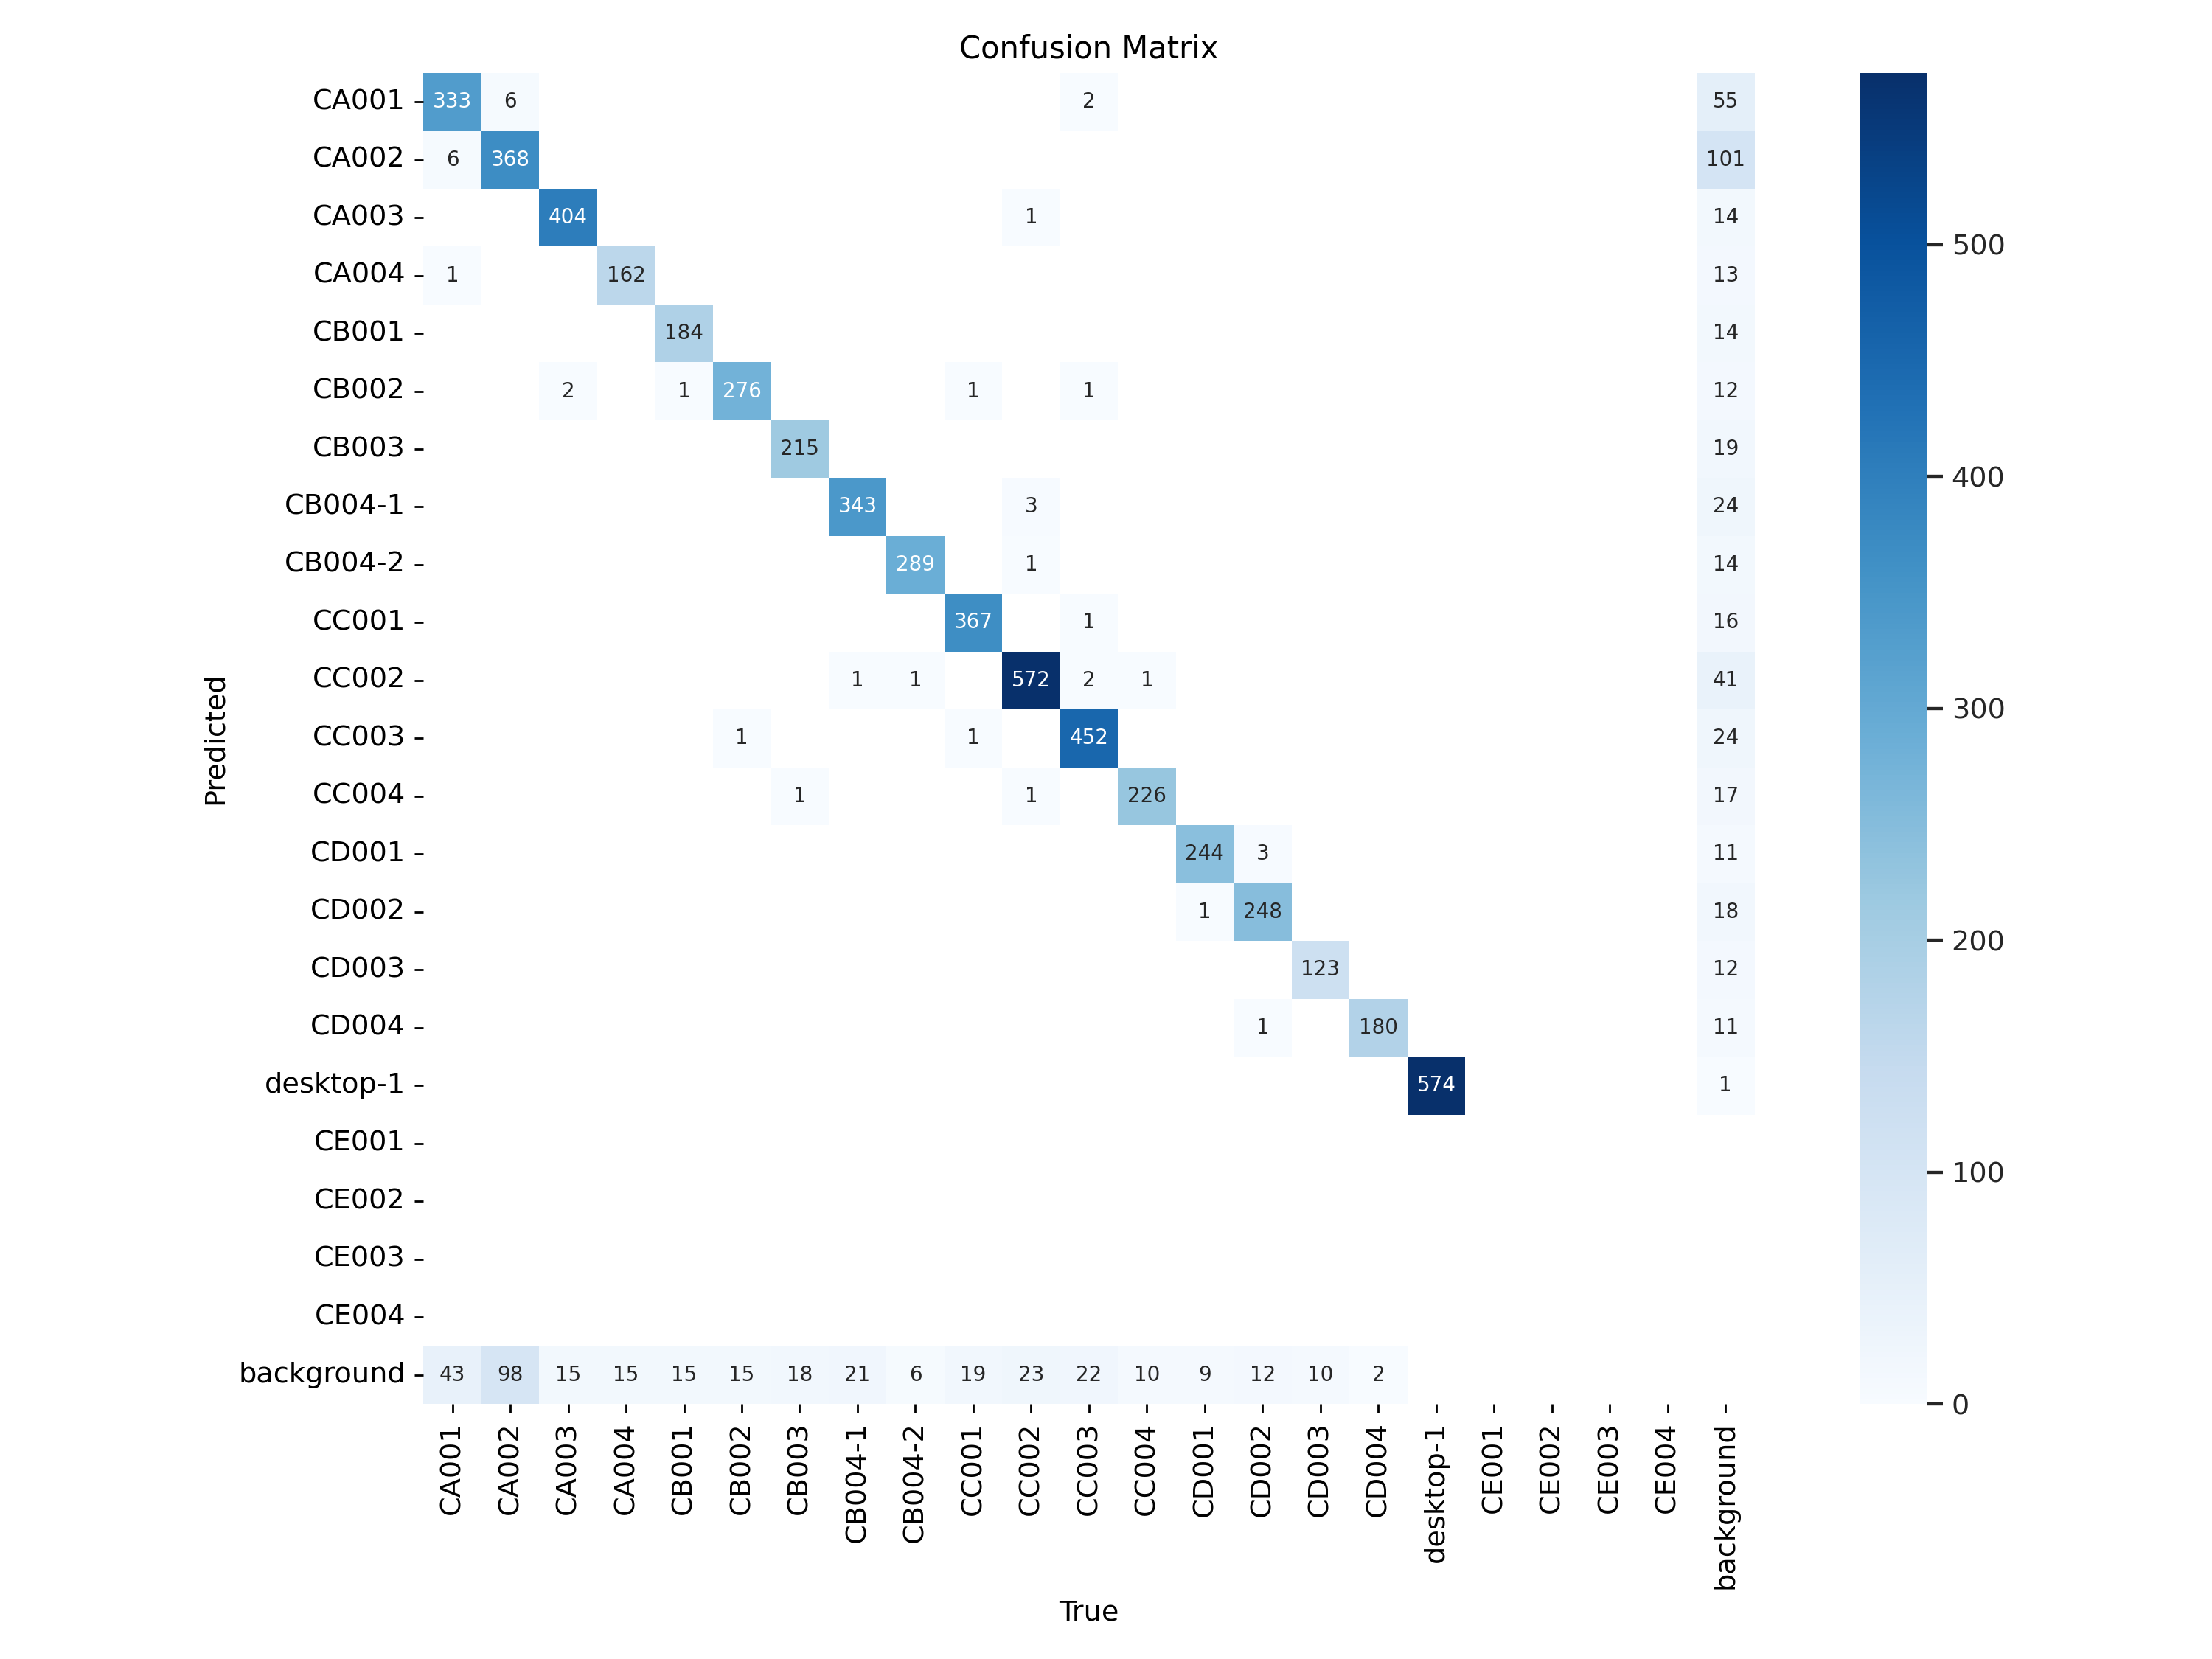 Confusion Matrix
CA001 333 6 2 55
CA002 6 368 101
CA003 404 1 14
CA004 1 162 13
CB001 184 14
CB002 2 1 276 1 1 12
CB003 215 19
CB004-1 343 3 24
CB004-2 289 1 14
CC001 367 1 16
CC002 1 1 572 2 1 41
CC003 1 1 452 24
CC004 1 1 226 17
CD001 244 3 11
CD002 1 248 18
CD003 123 12
CD004 1 180 11
desktop-1 574 1
CE001
CE002
CE003
CE004
background 43 98 15 15 15 15 18 21 6 19 23 22 10 9 12 10 2
CA001 CA002 CA003 CA004 CB001 CB002 CB003 CB004-1 CB004-2 CC001 CC002 CC003 CC004 CD001 CD002 CD003 CD004 desktop-1 CE001 CE002 CE003 CE004 background
True
Predicted
500
400
300
200
100
0